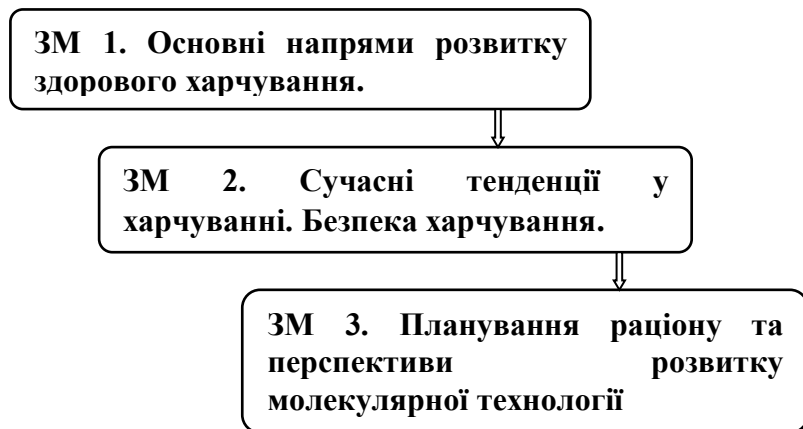 ЗМ 1. Основні напрями розвитку
здорового харчування.
ЗМ 2. Сучасні тенденції у
харчуванні. Безпека харчування.
ЗМ 3. Планування раціону та
перспективи розвитку
молекулярної технології